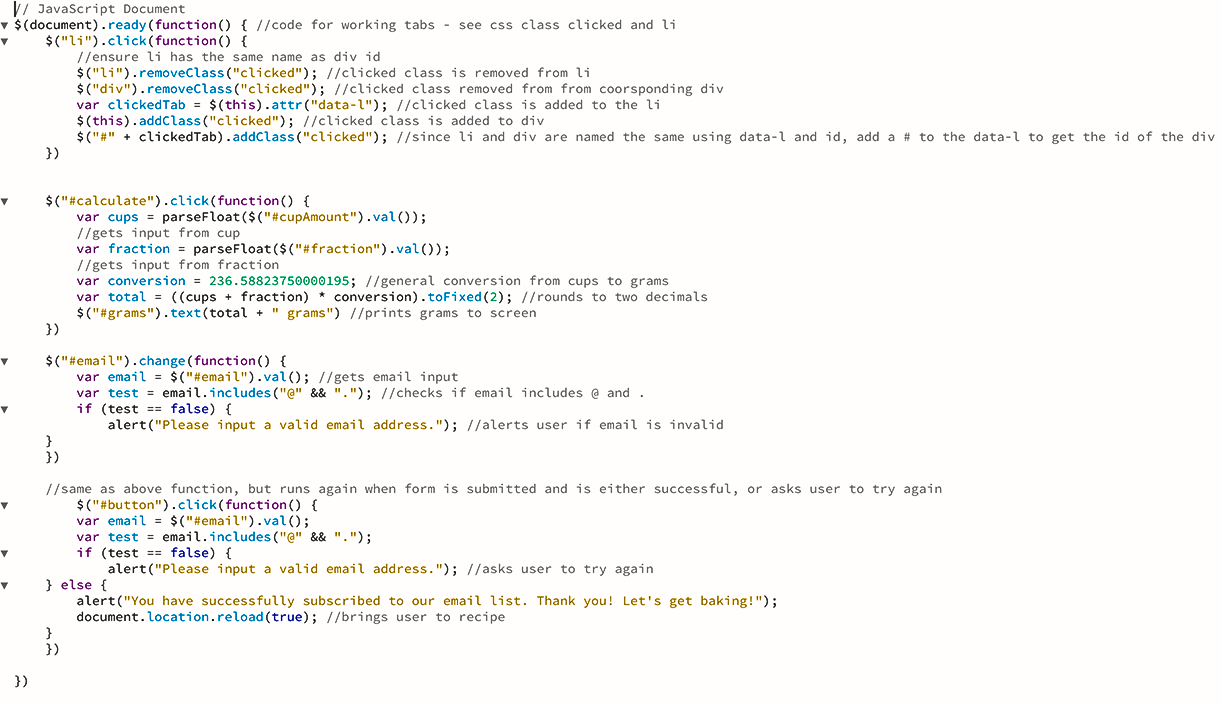 // JavaScript Document
$(document).ready(function() { //code for working tabs - see css class clicked and li
    $("li").click(function() {
        //ensure li has the same name as div id
        $("li").removeClass("clicked"); //clicked class is removed from li
        $("div").removeClass("clicked"); //clicked class removed from from coorsponding div
        var clickedTab = $(this).attr("data-l"); //clicked class is added to the li
        $(this).addClass("clicked"); //clicked class is added to div
        $("#" + clickedTab).addClass("clicked"); //since li and div are named the same using data-l and id, add a # to the data-l to get the id of the div
    })
    $("#calculate").click(function() {
        var cups = parseFloat($("#cupAmount").val());
        //gets input from cup
        var fraction = parseFloat($("#fraction").val());
        //gets input from fraction
        var conversion = 236.58823750000195; //general conversion from cups to grams
        var total = ((cups + fraction) * conversion).toFixed(2); //rounds to two decimals
        $("#grams").text(total + " grams") //prints grams to screen
    })
    $("#email").change(function() {
        var email = $("#email").val(); //gets email input
        var test = email.includes("@" && "."); //checks if email includes @ and .
        if (test == false) {
            alert("Please input a valid email address."); //alerts user if email is invalid
    }
    })
    //same as above function, but runs again when form is submitted and is either successful, or asks user to try again
        $("#button").click(function() {
        var email = $("#email").val();
        var test = email.includes("@" && ".");
        if (test == false) {
            alert("Please input a valid email address."); //asks user to try again
    } else {
        alert("You have successfully subscribed to our email list. Thank you! Let's get baking!");
        document.location.reload(true); //brings user to recipe
    }
    })
})